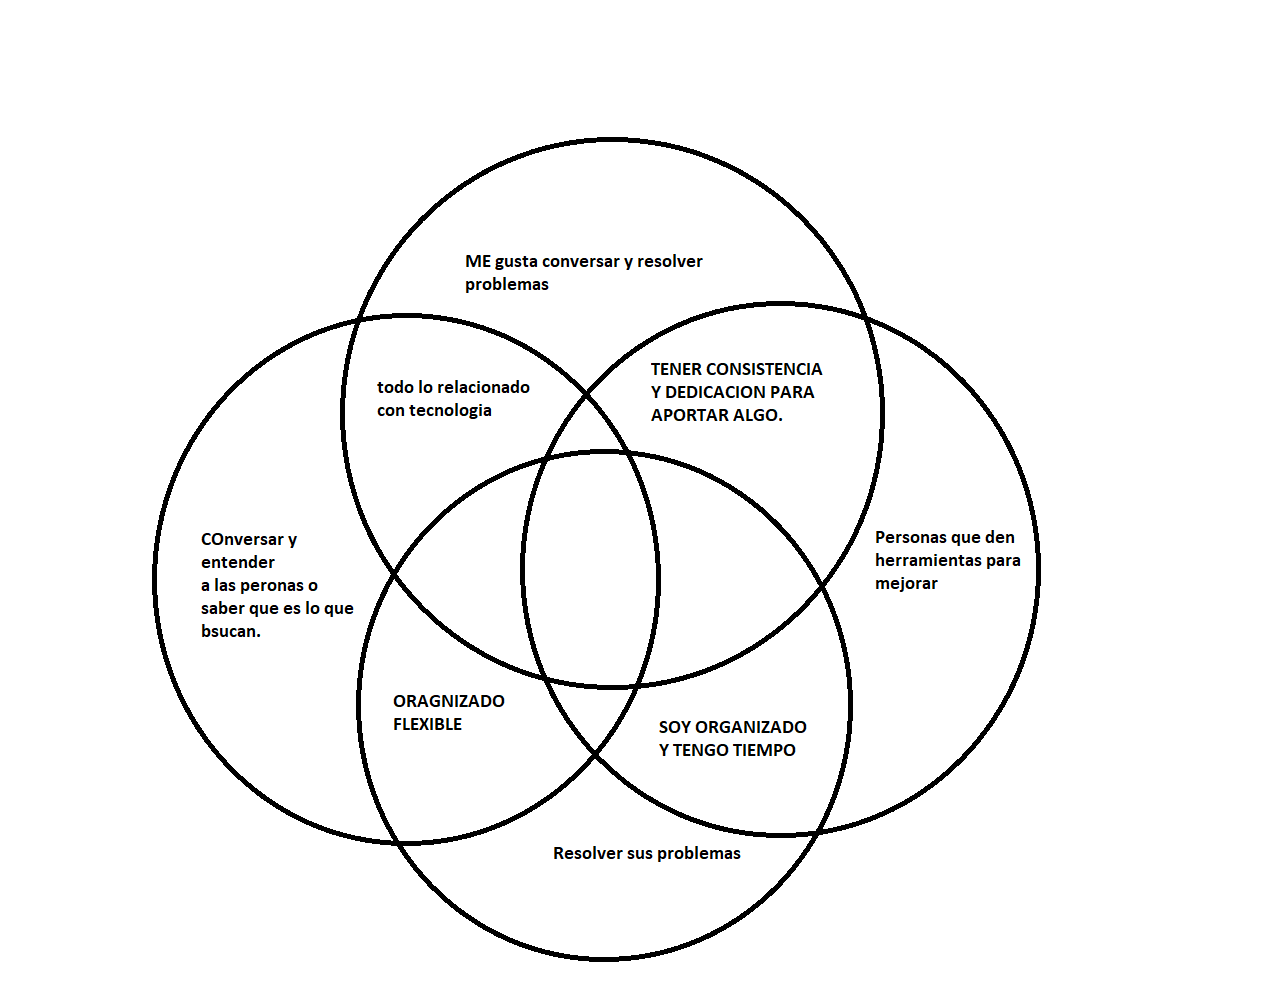 ME gusta conversar y resolver
problemas
todo lo relacionado
con tecnologia
TENER CONSISTENCIA
Y DEDICACION PARA
APORTAR ALGO.
COnversar y
entender
a las peronas o
saber que es lo que
bsucan.
Personas que den
herramientas para
mejorar
ORAGNIZADO
FLEXIBLE
SOY ORGANIZADO
Y TENGO TIEMPO
Resolver sus problemas